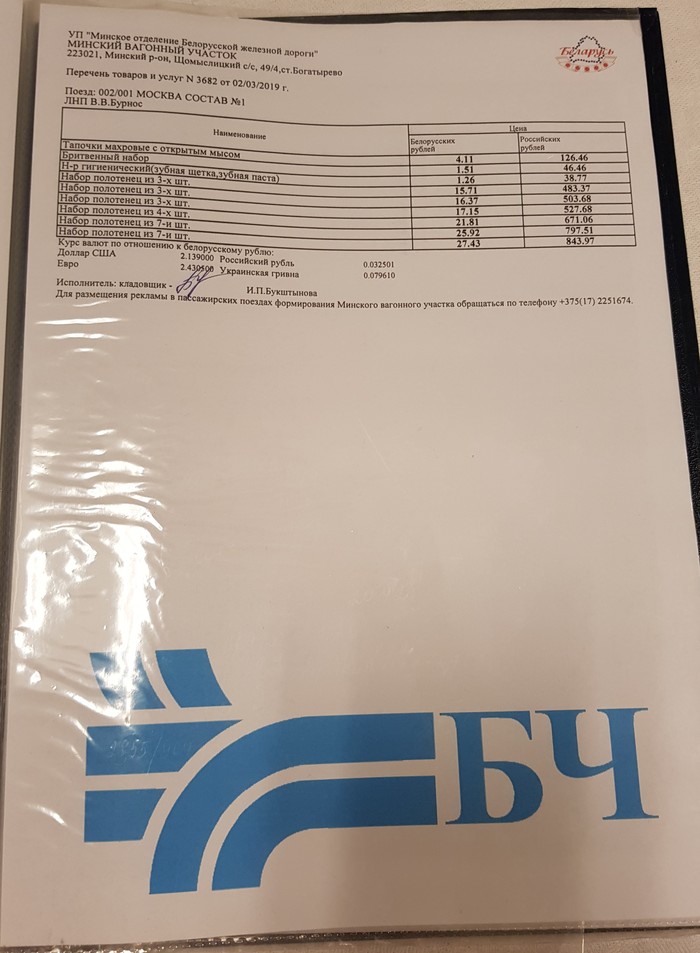 УП "Минское отделение Белорусской железной дороги"
МИНСКИЙ ВАГОННЫЙ УЧАСТОК
223021, Минский р-он, Щомыслицкий с/с, 49/4,ст.Богатырево
Беларусь
Перечень товаров и услуг N 3682 от 02/03/2019 г.
Поезд: 002/001 МОСКВА СОСТАВ №1
ЛНП В.В.Бурнос
Наименование Цена
Белорусских рублей Российских рублей
Тапочки махровые с открытым мысом 4.11 126.46
Бритвенный набор 1.51 46.46
Н-р гигиенический(зубная щетка,зубная паста) 1.26 38.77
Набор полотенец из 3-х шт. 15.71 483.37
Набор полотенец из 3-х шт. 16.37 503.68
Набор полотенец из 3-х шт. 17.15 527.68
Набор полотенец из 4-х шт. 21.81 671.06
Набор полотенец из 7-и шт. 25.92 797.51
Набор полотенец из 7-и шт. 27.43 843.97
Курс валют по отношению к белорусскому рублю:
Доллар США 2.139000 Российский рубль 0.032501
Евро 2.430100 Украинская гривна 0.079610
Исполнитель: кладовщик - И.П.Букштынова
Для размещения рекламы в пассажирских поездах формирования Минского вагонного участка обращаться по телефону +375(17) 2251674.
БЧ